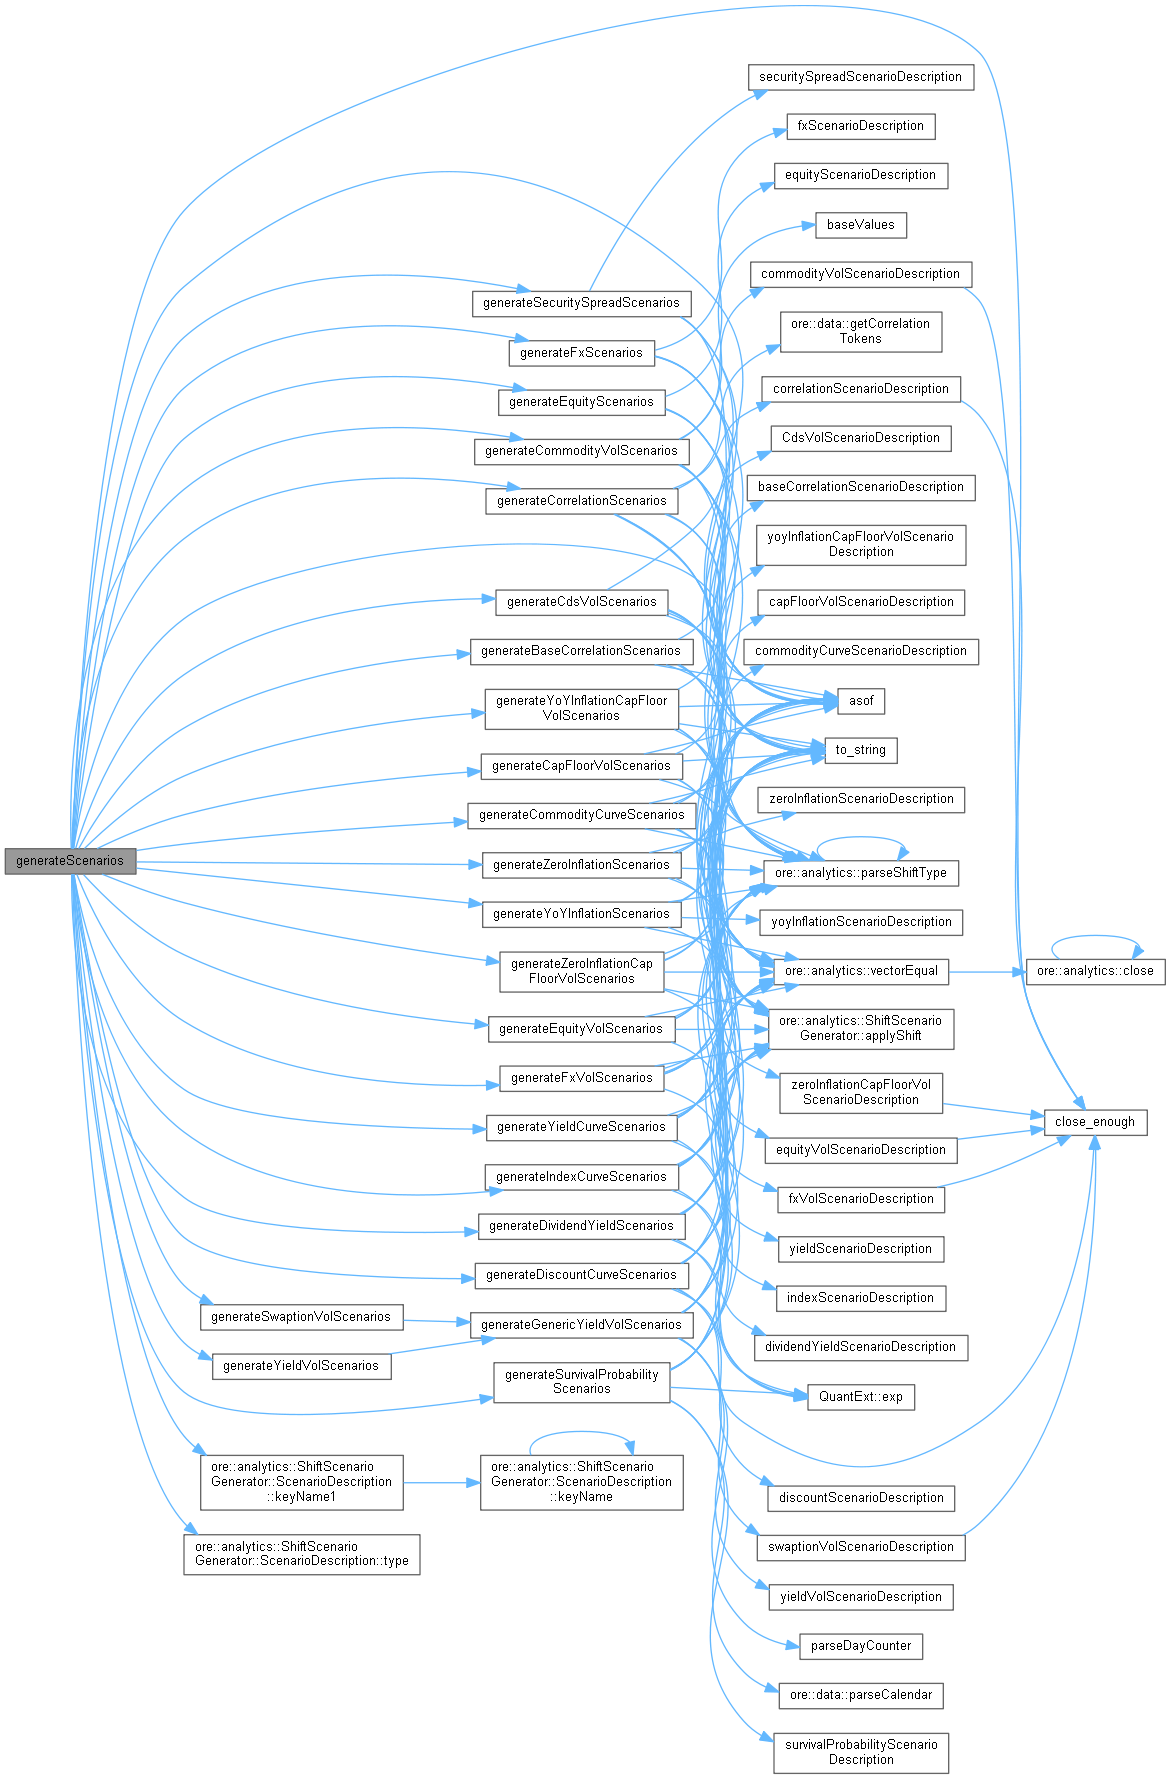 securitySpreadScenarioDescription
fxScenarioDescription
equityScenarioDescription
baseValues
commodityVolScenarioDescription
generateSecuritySpreadScenarios
ore::data::getCorrelation
Tokens
generateFxScenarios
correlationScenarioDescription
generateEquityScenarios
CdsVolScenarioDescription
generateCommodityVolScenarios
baseCorrelationScenarioDescription
generateCorrelationScenarios
yoyInflationCapFloorVolScenario
Description
generateCdsVolScenarios
capFloorVolScenarioDescription
generateBaseCorrelationScenarios
commodityCurveScenarioDescription
generateYoYInflationCapFloor
VolScenarios
asof
to_string
generateCapFloorVolScenarios
zeroInflationScenarioDescription
generateCommodityCurveScenarios
generateScenarios
generateZeroInflationScenarios
ore::analytics::parseShiftType
generateYoYInflationScenarios
yoyInflationScenarioDescription
generateZeroInflationCap
FloorVolScenarios
ore::analytics::vectorEqual
ore::analytics::close
generateEquityVolScenarios
ore::analytics::ShiftScenario
Generator::applyShift
generateFxVolScenarios
zeroInflationCapFloorVol
ScenarioDescription
generateYieldCurveScenarios
close_enough
equityVolScenarioDescription
generateIndexCurveScenarios
fxVolScenarioDescription
generateDividendYieldScenarios
yieldScenarioDescription
generateDiscountCurveScenarios
indexScenarioDescription
generateSwaptionVolScenarios
generateGenericYieldVolScenarios
dividendYieldScenarioDescription
generateYieldVolScenarios
generateSurvivalProbability
Scenarios
QuantExt::exp
ore::analytics::ShiftScenario
Generator::ScenarioDescription
::keyName1
ore::analytics::ShiftScenario
Generator::ScenarioDescription
::keyName
discountScenarioDescription
ore::analytics::ShiftScenario
Generator::ScenarioDescription::type
swaptionVolScenarioDescription
yieldVolScenarioDescription
parseDayCounter
ore::data::parseCalendar
survivalProbabilityScenario
Description